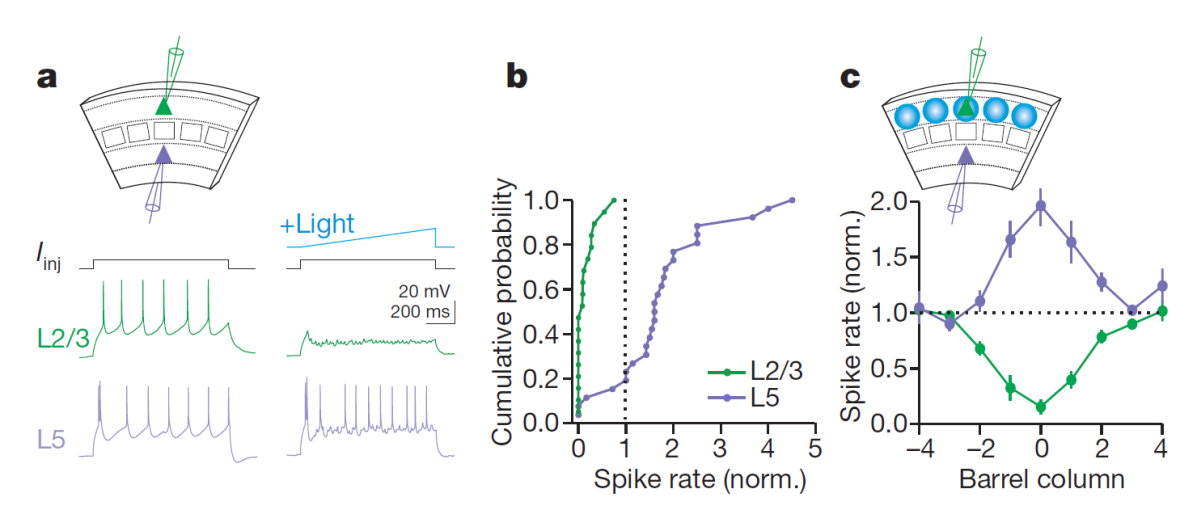 a
+Light
Iinj
20 mV
200 ms
L2/3
L5
b
Cumulative probability
1.0
0.8
0.6
0.4
0.2
0.0
0 1 2 3 4 5
Spike rate (norm.)
L2/3
L5
c
Spike rate (norm.)
2.0
1.5
1.0
0.5
0.0
−4 −2 0 2 4
Barrel column